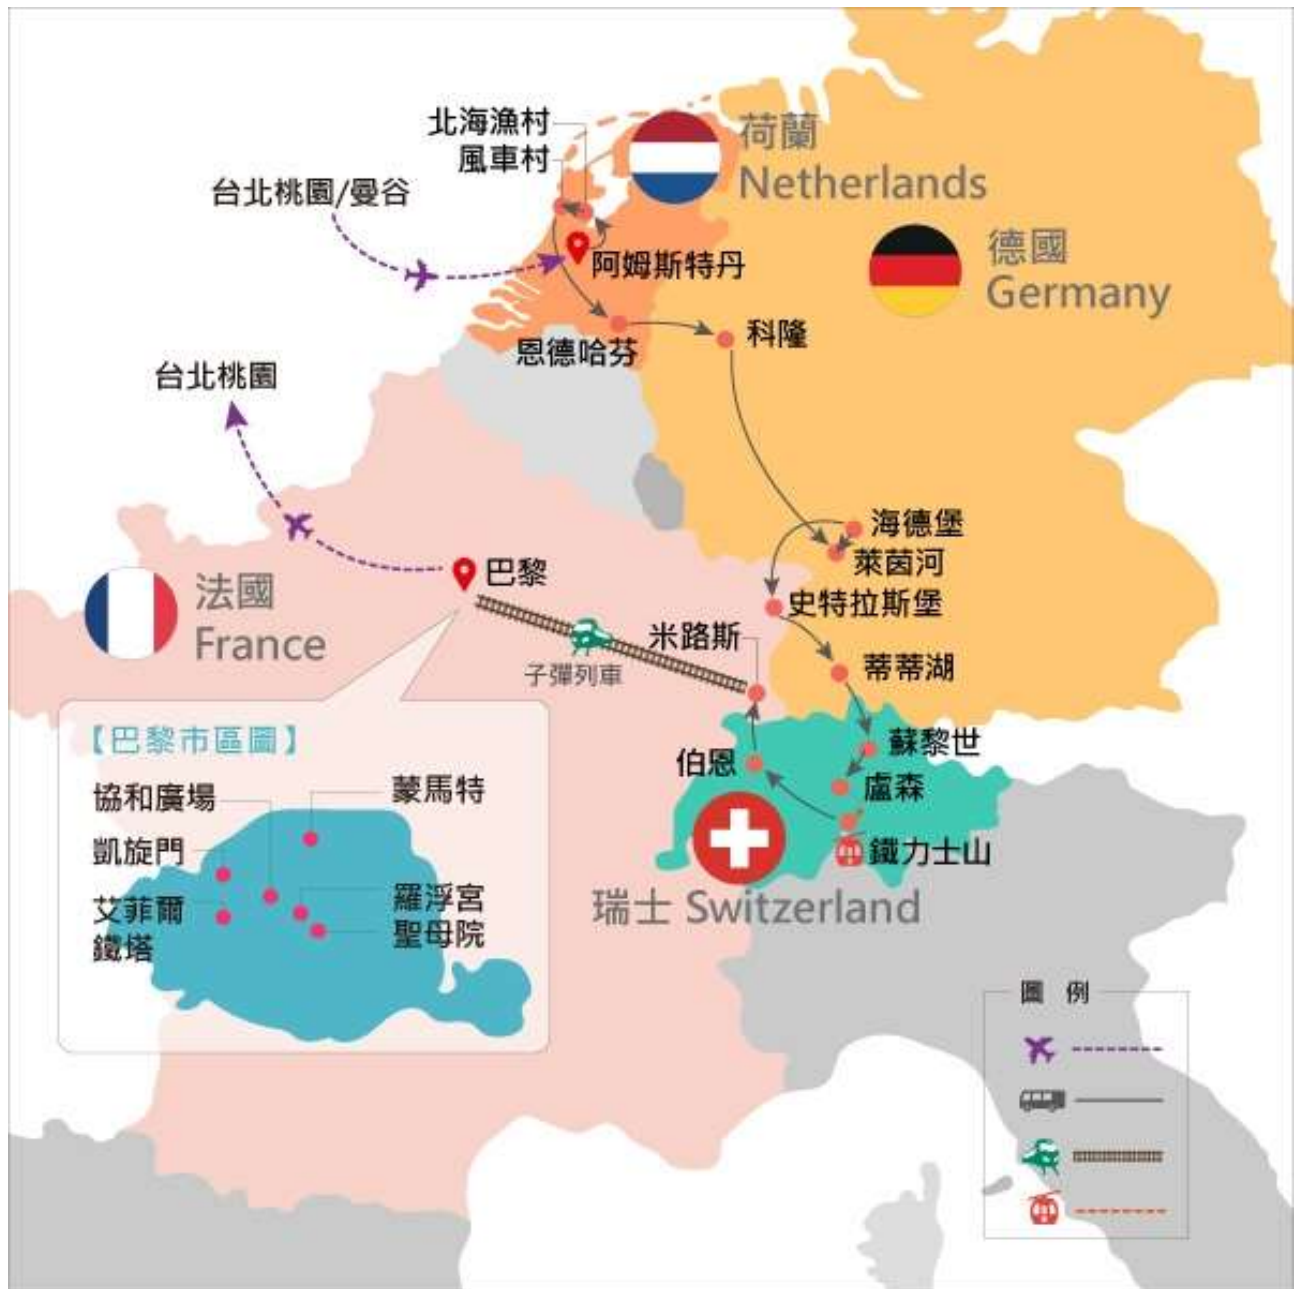 北海漁村
風車村
荷蘭
Netherlands
台北桃園/曼谷
德國
Germany
阿姆斯特丹
恩德哈芬
科隆
台北桃園
海德堡
萊茵河
巴黎
法國
France
史特拉斯堡
米路斯
子彈列車
蒂蒂湖
蘇黎世
伯恩
盧森
鐵力士山
瑞士 Switzerland
【巴黎市區圖】
協和廣場
蒙馬特
凱旋門
艾菲爾
鐵塔
羅浮宮
聖母院
圖 例